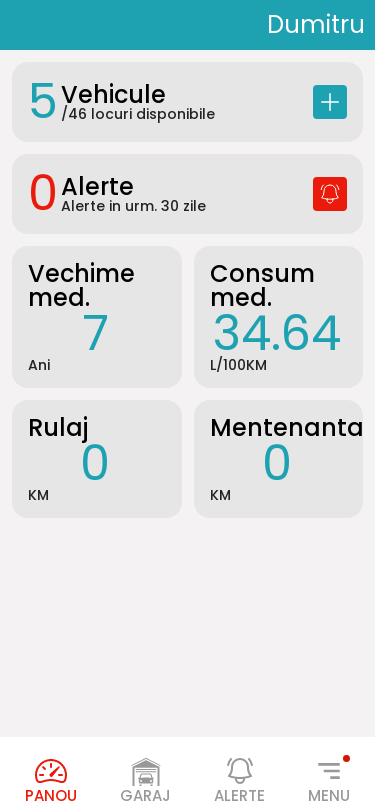 Dumitru
5 Vehicule
/46 locuri disponibile
0 Alerte
Alerte in urm. 30 zile
Vechime
med.
7
Ani
Consum
med.
34.64
L/100KM
Rulaj
0
KM
Mentenanta
0
KM
PANOU
GARAJ
ALERTE
MENU